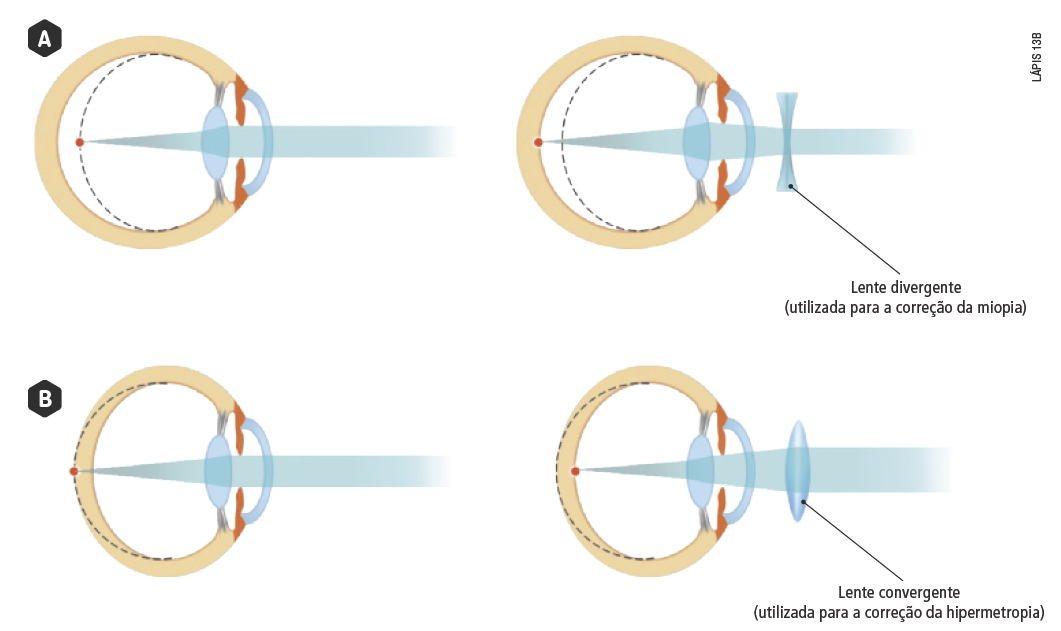 A
LÁPIS 13B
Lente divergente
(utilizada para a correção da miopia)
B
Lente convergente
(utilizada para a correção da hipermetropia)